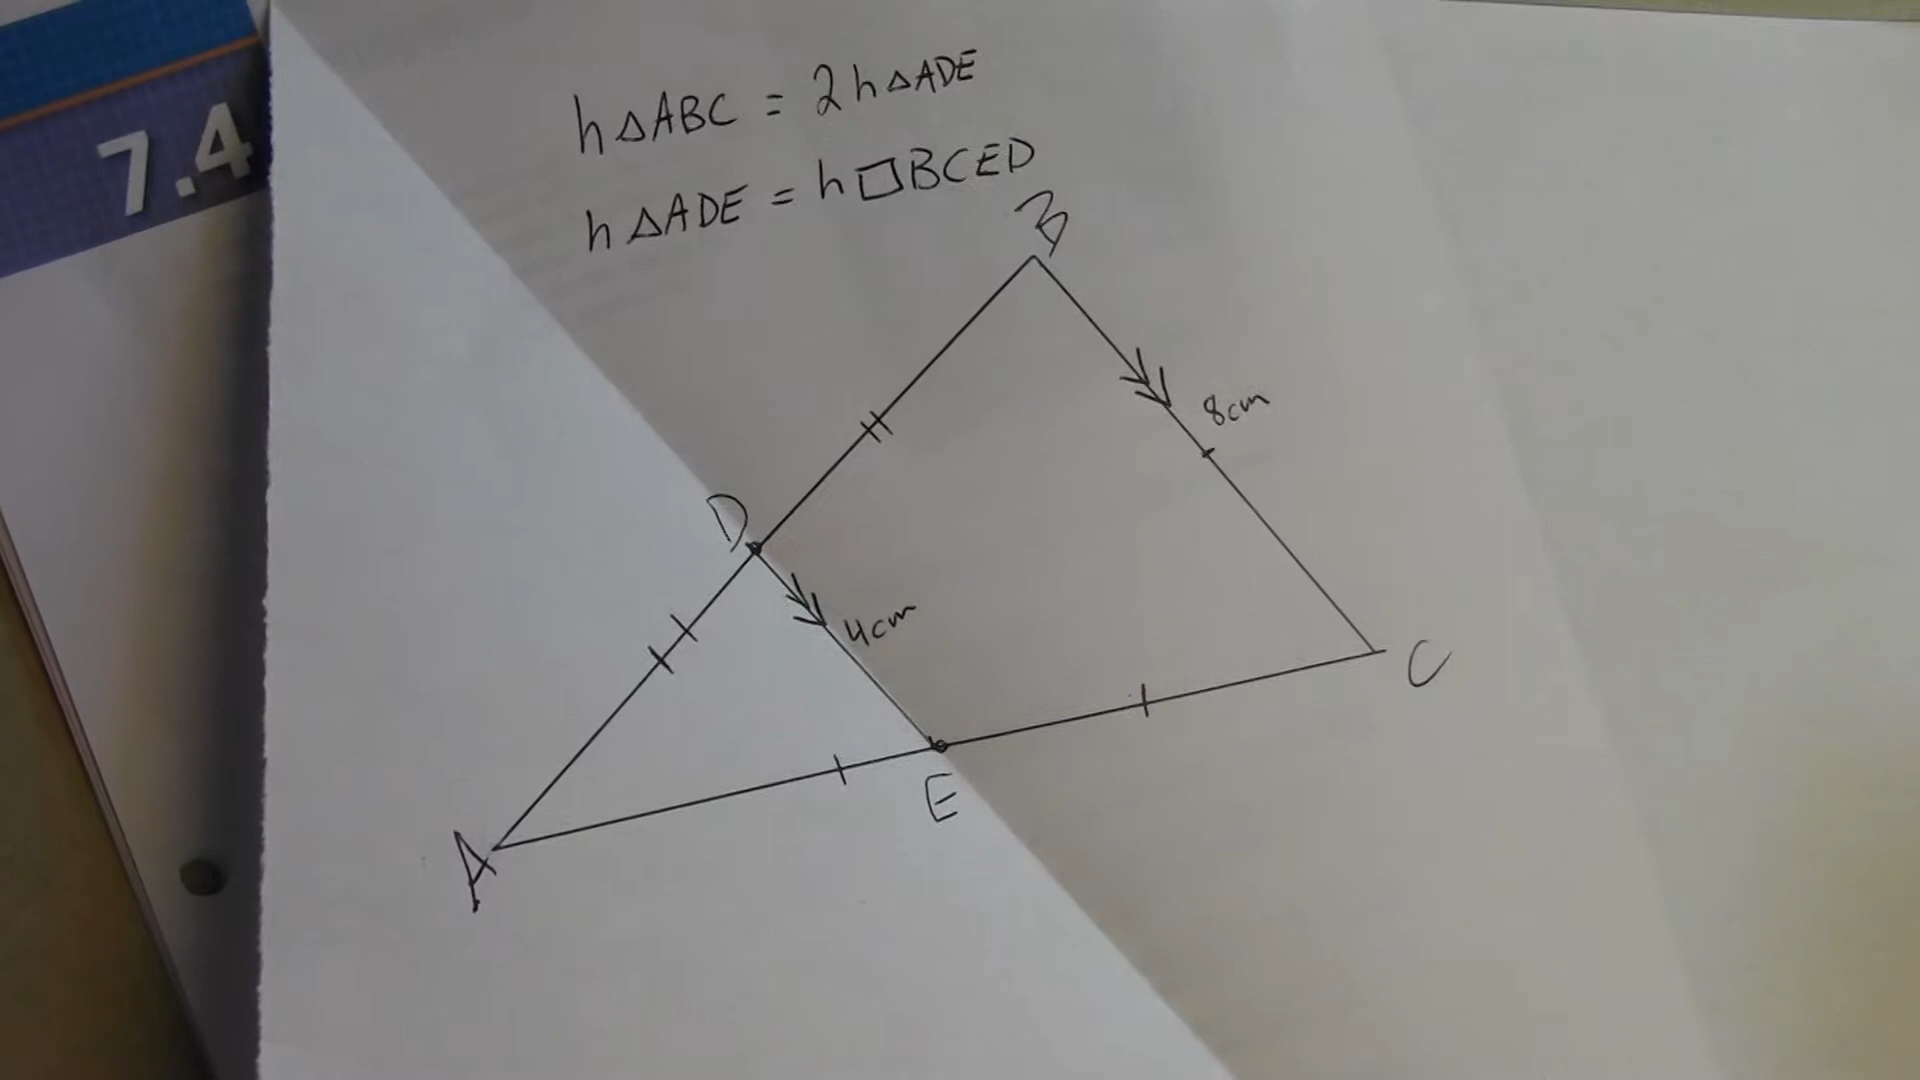 7.4
h△ABC = 2h△ADE
h△ADE = h▱BCED
B
8cm
D
4cm
C
E
A